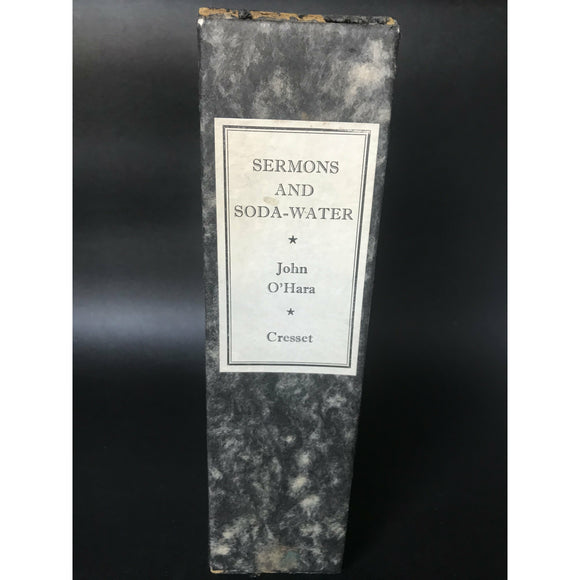 SERMONS
AND
SODA-WATER
★
John
O'Hara
★
Cresset